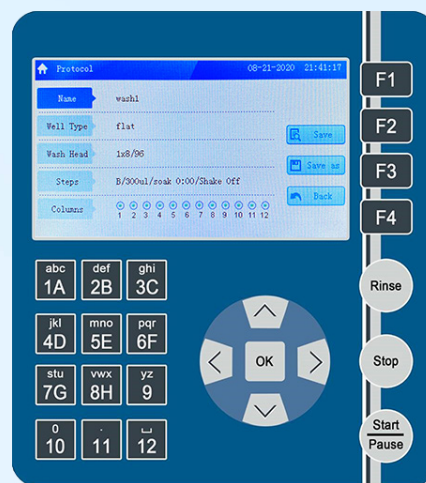 Protocol 08-21-2020 21:41:17
Name wash1
Well Type flat
Wash Head 1x8/96
Steps B/300ul/soak 0:00/Shake Off
Columns
1 2 3 4 5 6 7 8 9 10 11 12
Save
Save as
Back
F1
F2
F3
F4
abc def ghi
1A 2B 3C
jkl mno pqr
4D 5E 6F
stu vwx yz
7G 8H 9
0 . ⎵
10 11 12
OK
Rinse
Stop
Start
Pause